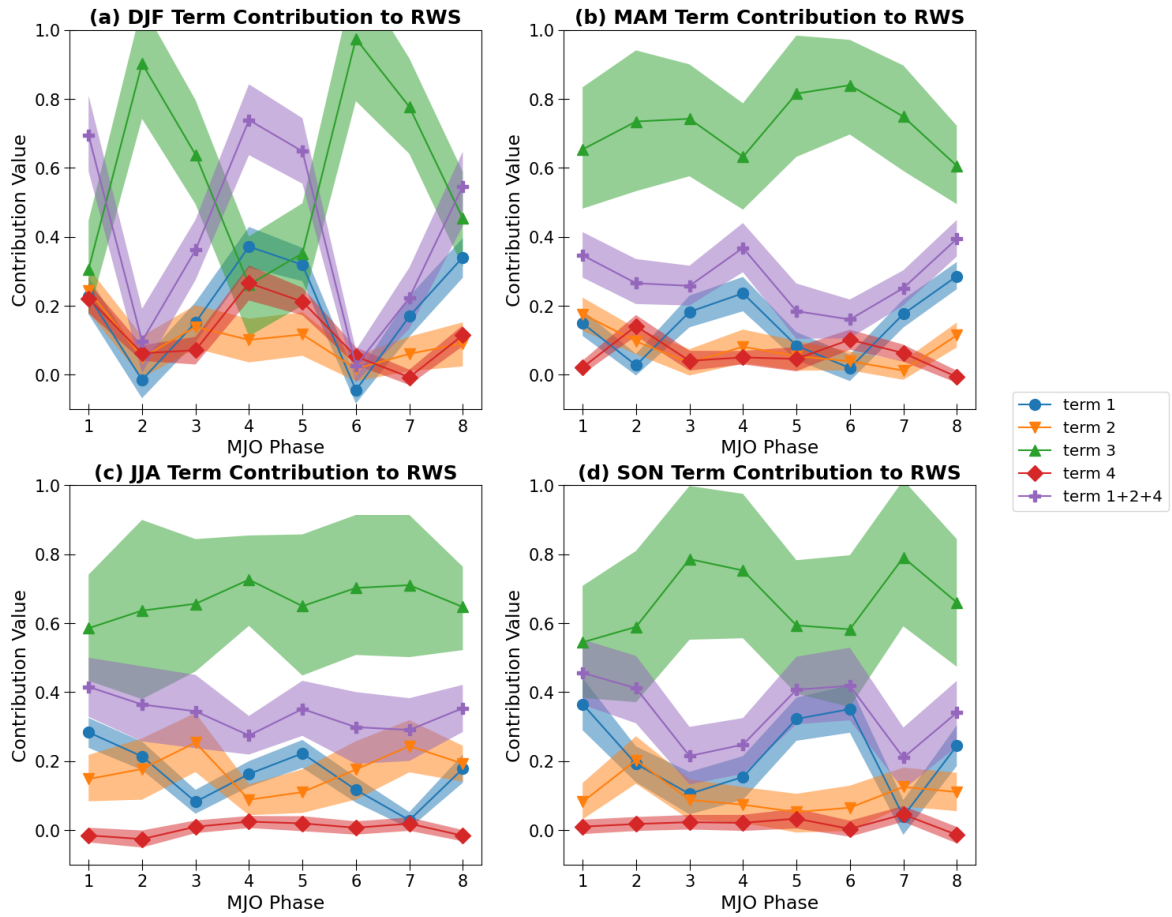 (a) DJF Term Contribution to RWS
(b) MAM Term Contribution to RWS
1.0
0.8
0.6
0.4
0.2
0.0
Contribution Value
1 2 3 4 5 6 7 8
MJO Phase
1.0
0.8
0.6
0.4
0.2
0.0
Contribution Value
1 2 3 4 5 6 7 8
MJO Phase
term 1
term 2
term 3
term 4
term 1+2+4
(c) JJA Term Contribution to RWS
(d) SON Term Contribution to RWS
1.0
0.8
0.6
0.4
0.2
0.0
Contribution Value
1 2 3 4 5 6 7 8
MJO Phase
1.0
0.8
0.6
0.4
0.2
0.0
Contribution Value
1 2 3 4 5 6 7 8
MJO Phase